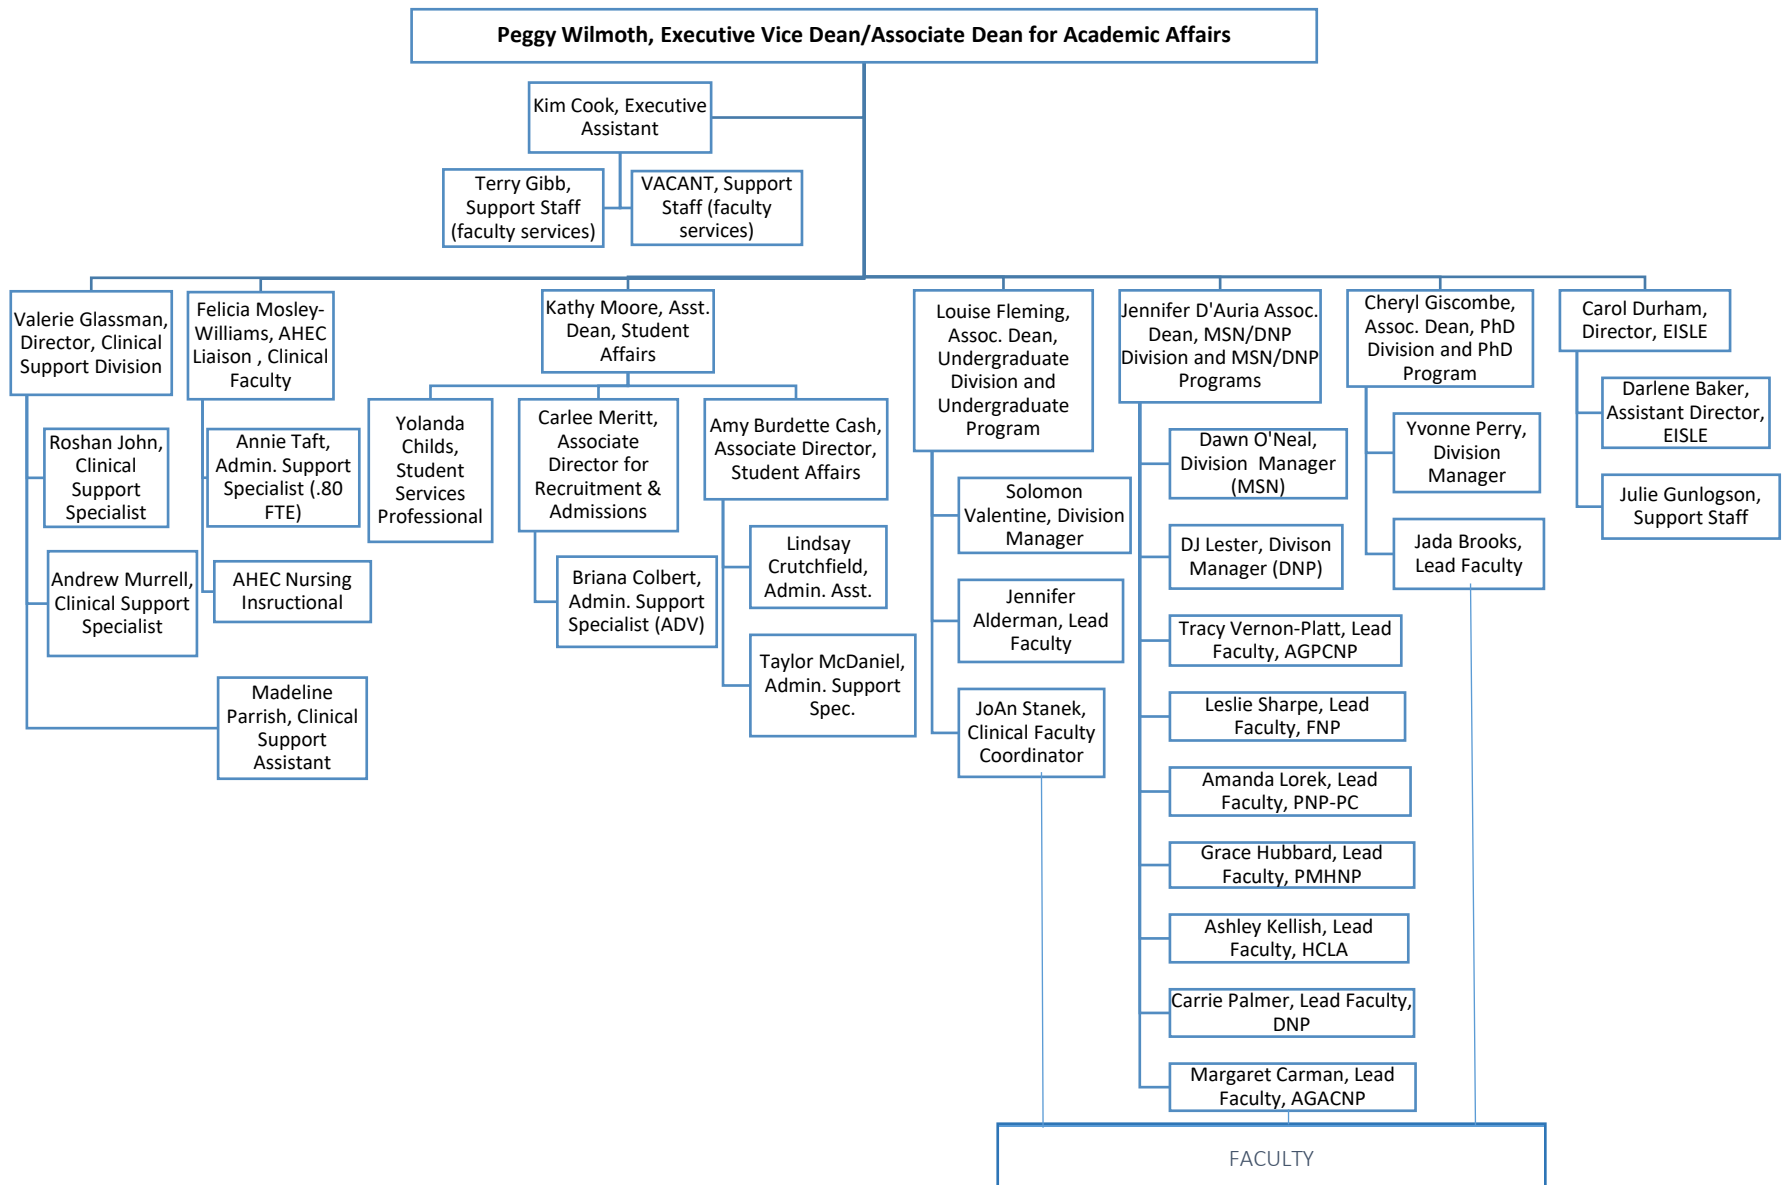 Peggy Wilmoth, Executive Vice Dean/Associate Dean for Academic Affairs
Kim Cook, Executive
Assistant
Terry Gibb,
Support Staff
(faculty services)
VACANT, Support
Staff (faculty
services)
Valerie Glassman,
Director, Clinical
Support Division
Roshan John,
Clinical
Support
Specialist
Andrew Murrell,
Clinical Support
Specialist
Madeline
Parrish, Clinical
Support
Assistant
Felicia Mosley-
Williams, AHEC
Liaison , Clinical
Faculty
Annie Taft,
Admin. Support
Specialist (.80
FTE)
AHEC Nursing
Insructional
Kathy Moore, Asst.
Dean, Student
Affairs
Yolanda
Childs,
Student
Services
Professional
Carlee Meritt,
Associate
Director for
Recruitment &
Admissions
Briana Colbert,
Admin. Support
Specialist (ADV)
Amy Burdette Cash,
Associate Director,
Student Affairs
Lindsay
Crutchfield,
Admin. Asst.
Taylor McDaniel,
Admin. Support
Spec.
Louise Fleming,
Assoc. Dean,
Undergraduate
Division and
Undergraduate
Program
Solomon
Valentine, Division
Manager
Jennifer
Alderman, Lead
Faculty
JoAn Stanek,
Clinical Faculty
Coordinator
Jennifer D'Auria Assoc.
Dean, MSN/DNP
Division and MSN/DNP
Programs
Dawn O'Neal,
Division  Manager
(MSN)
DJ Lester, Divison
Manager (DNP)
Tracy Vernon-Platt, Lead
Faculty, AGPCNP
Leslie Sharpe, Lead
Faculty, FNP
Amanda Lorek, Lead
Faculty, PNP-PC
Grace Hubbard, Lead
Faculty, PMHNP
Ashley Kellish, Lead
Faculty, HCLA
Carrie Palmer, Lead Faculty,
DNP
Margaret Carman, Lead
Faculty, AGACNP
Cheryl Giscombe,
Assoc. Dean, PhD
Division and PhD
Program
Yvonne Perry,
Division
Manager
Jada Brooks,
Lead Faculty
Carol Durham,
Director, EISLE
Darlene Baker,
Assistant Director,
EISLE
Julie Gunlogson,
Support Staff
FACULTY